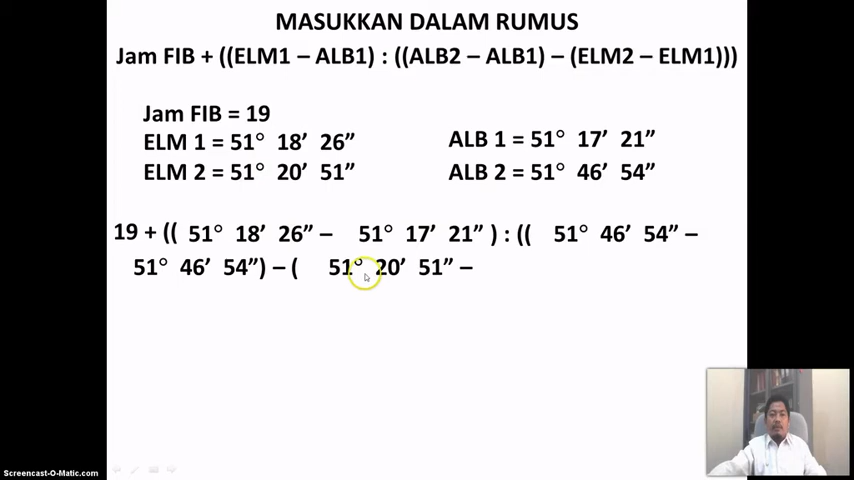 MASUKKAN DALAM RUMUS
Jam FIB + ((ELM1 – ALB1) : ((ALB2 – ALB1) – (ELM2 – ELM1)))
Jam FIB = 19
ELM 1 = 51° 18’ 26”
ALB 1 = 51° 17’ 21”
ELM 2 = 51° 20’ 51”
ALB 2 = 51° 46’ 54”
19 + (( 51° 18’ 26” – 51° 17’ 21” ) : (( 51° 46’ 54” –
51° 46’ 54”) – ( 51° 20’ 51” –
Screencast-O-Matic.com